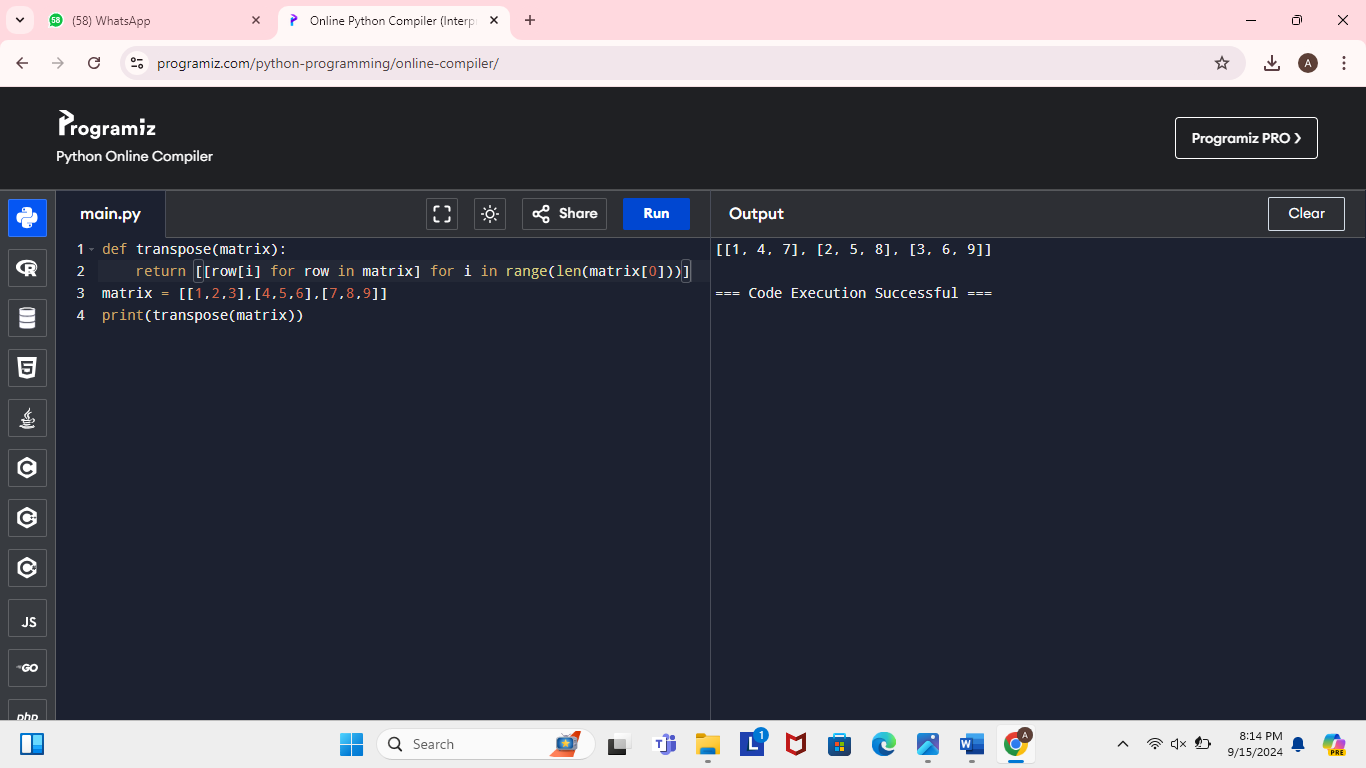 (58) WhatsApp
Online Python Compiler (Interp
programiz.com/python-programming/online-compiler/
A
Programiz
Python Online Compiler
Programiz PRO
main.py
Share
Run
Output
Clear
1 def transpose(matrix):
2     return [[row[i] for row in matrix] for i in range(len(matrix[0]))]
3 matrix = [[1,2,3],[4,5,6],[7,8,9]]
4 print(transpose(matrix))
[[1, 4, 7], [2, 5, 8], [3, 6, 9]]
=== Code Execution Successful ===
JS
GO
php
Search
1
A
8:14 PM
9/15/2024
PRE